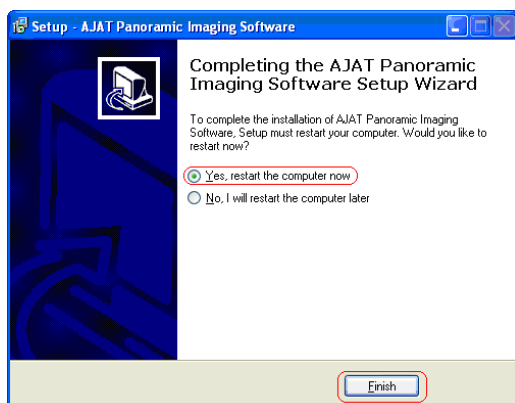 Setup - AJAT Panoramic Imaging Software
Completing the AJAT Panoramic
Imaging Software Setup Wizard
To complete the installation of AJAT Panoramic Imaging
Software, Setup must restart your computer. Would you like to
restart now?
Yes, restart the computer now
No, I will restart the computer later
Finish